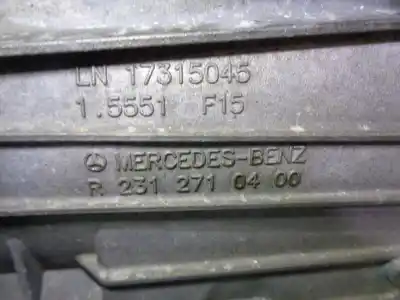 LN 17315045
1.5551 F15
MERCEDES-BENZ
R 231 271 04 00